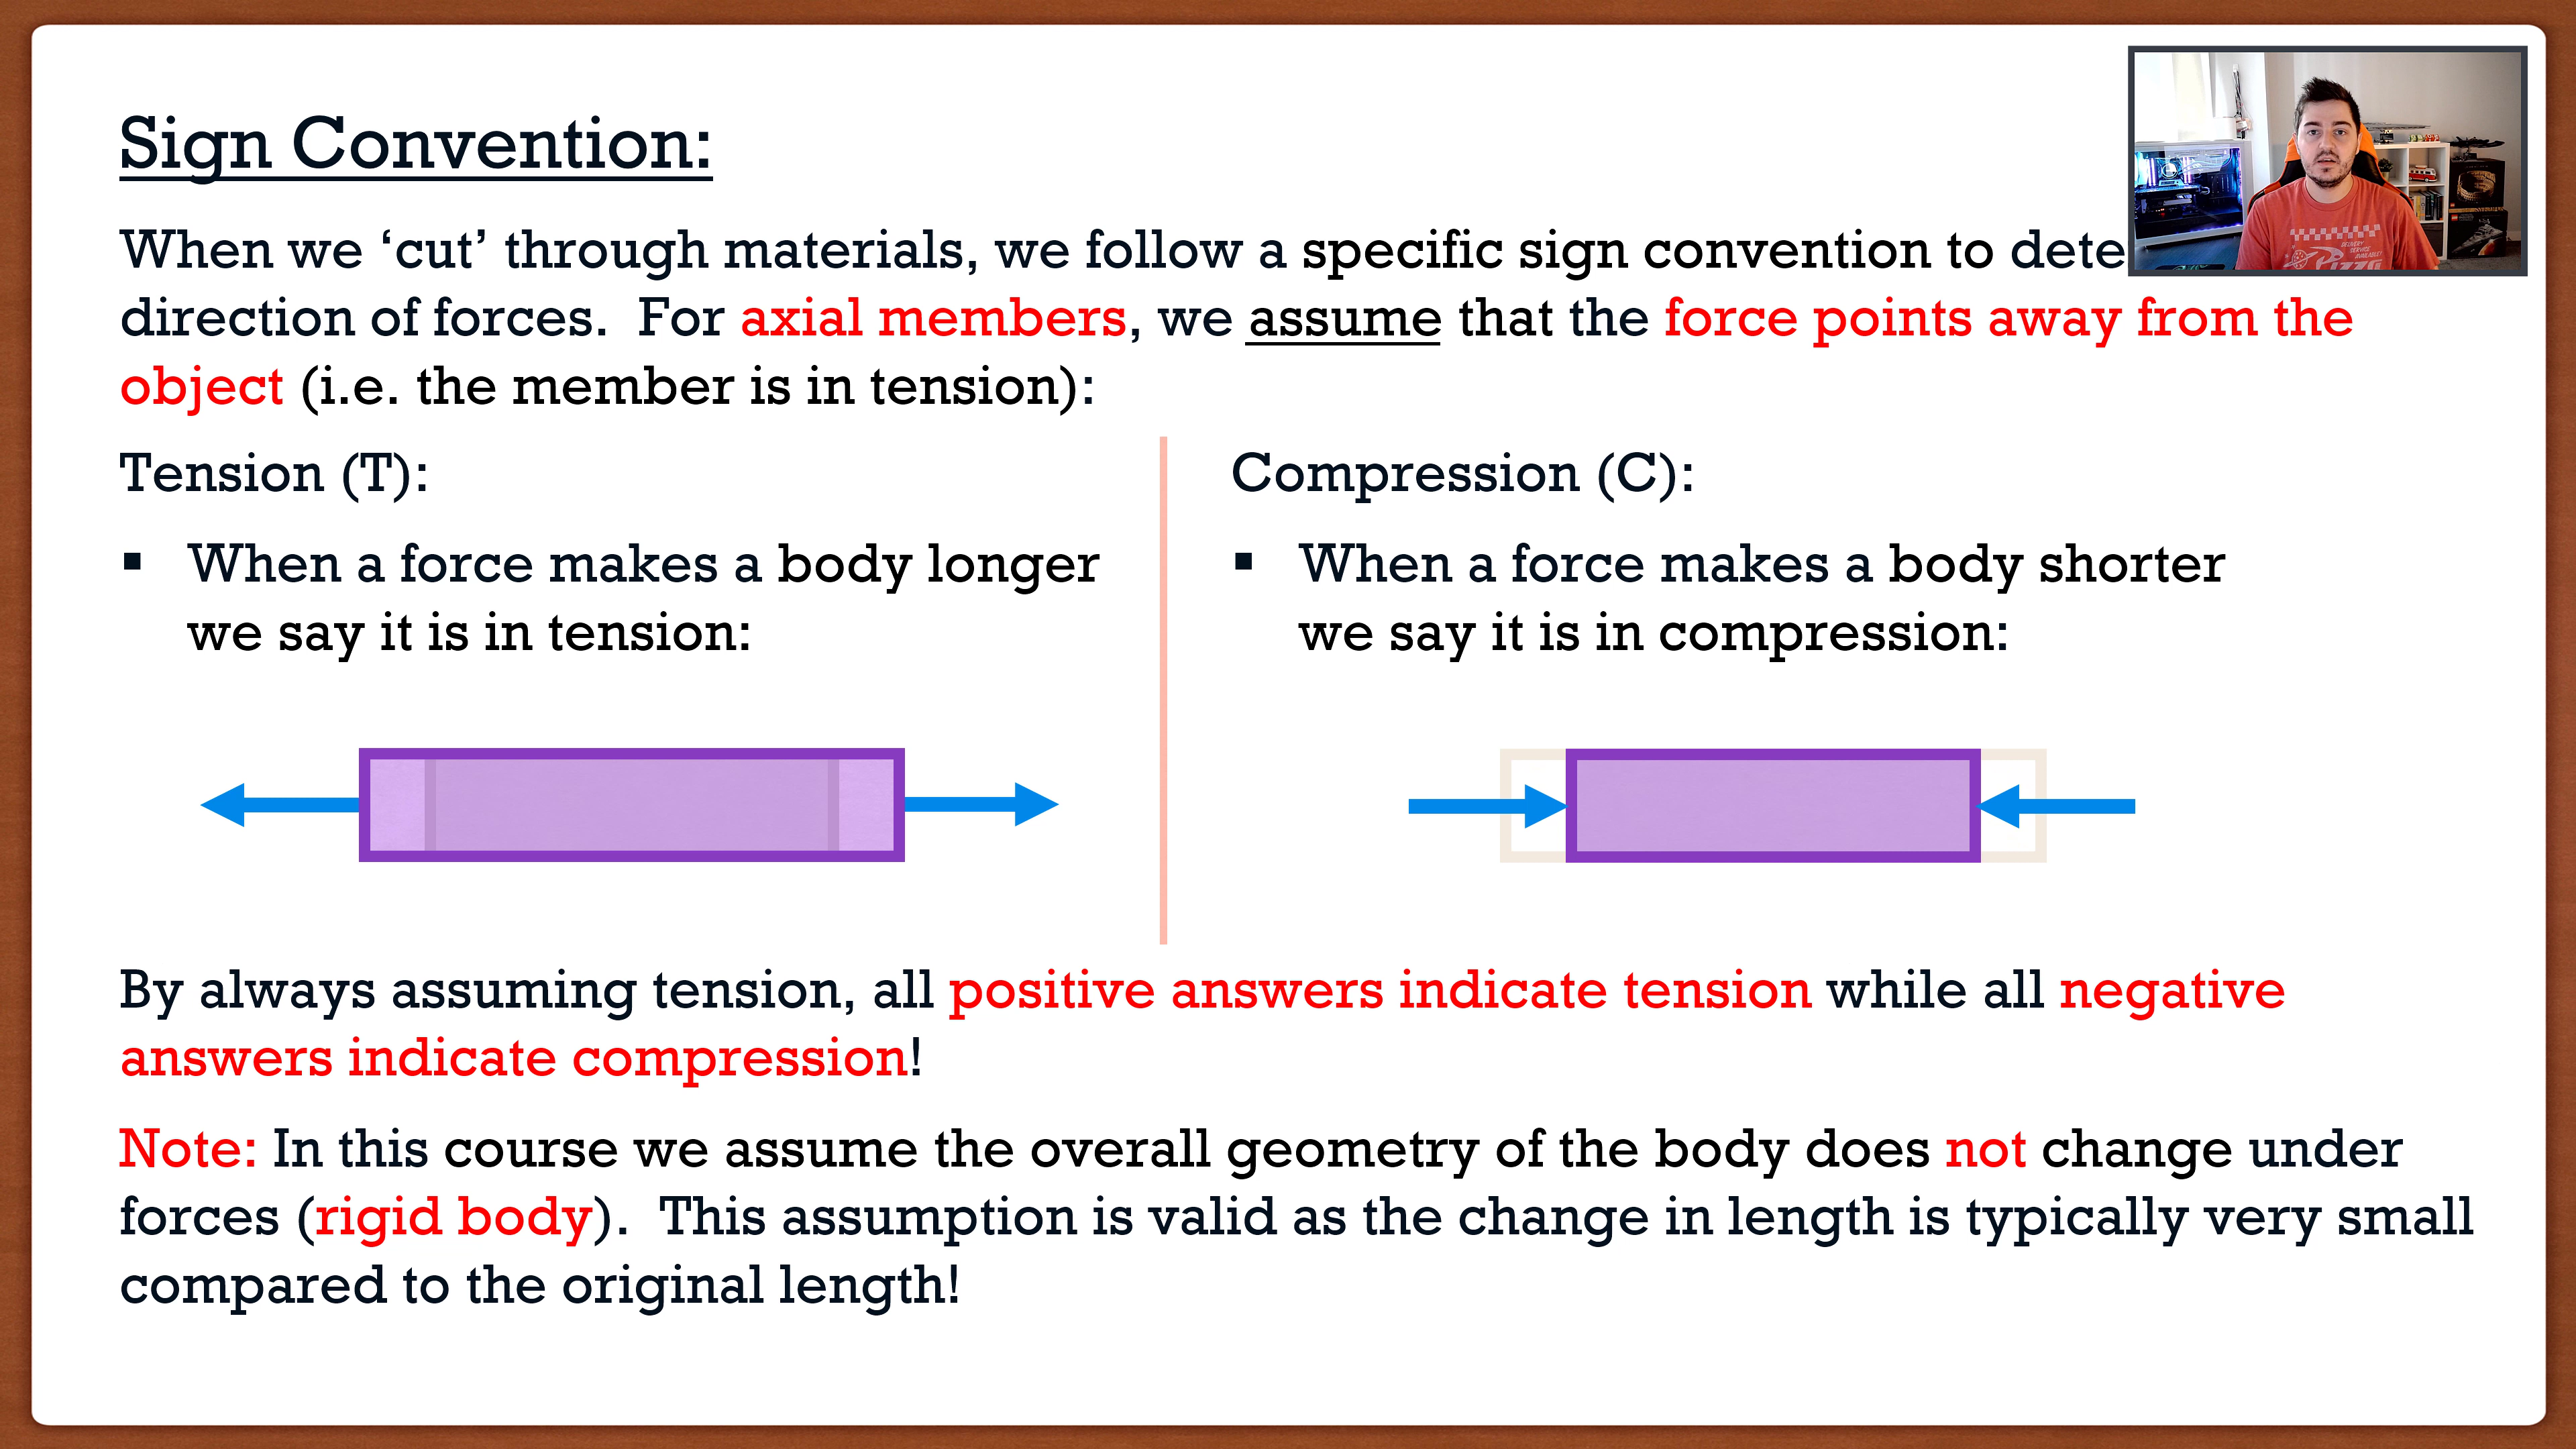 Sign Convention:
When we ‘cut’ through materials, we follow a specific sign convention to
direction of forces.  For axial members, we assume that the force points away from the
object (i.e. the member is in tension):
Tension (T):
▪ When a force makes a body longer
we say it is in tension:
Compression (C):
▪ When a force makes a body shorter
we say it is in compression:
By always assuming tension, all positive answers indicate tension while all negative
answers indicate compression!
Note: In this course we assume the overall geometry of the body does not change under
forces (rigid body).  This assumption is valid as the change in length is typically very small
compared to the original length!